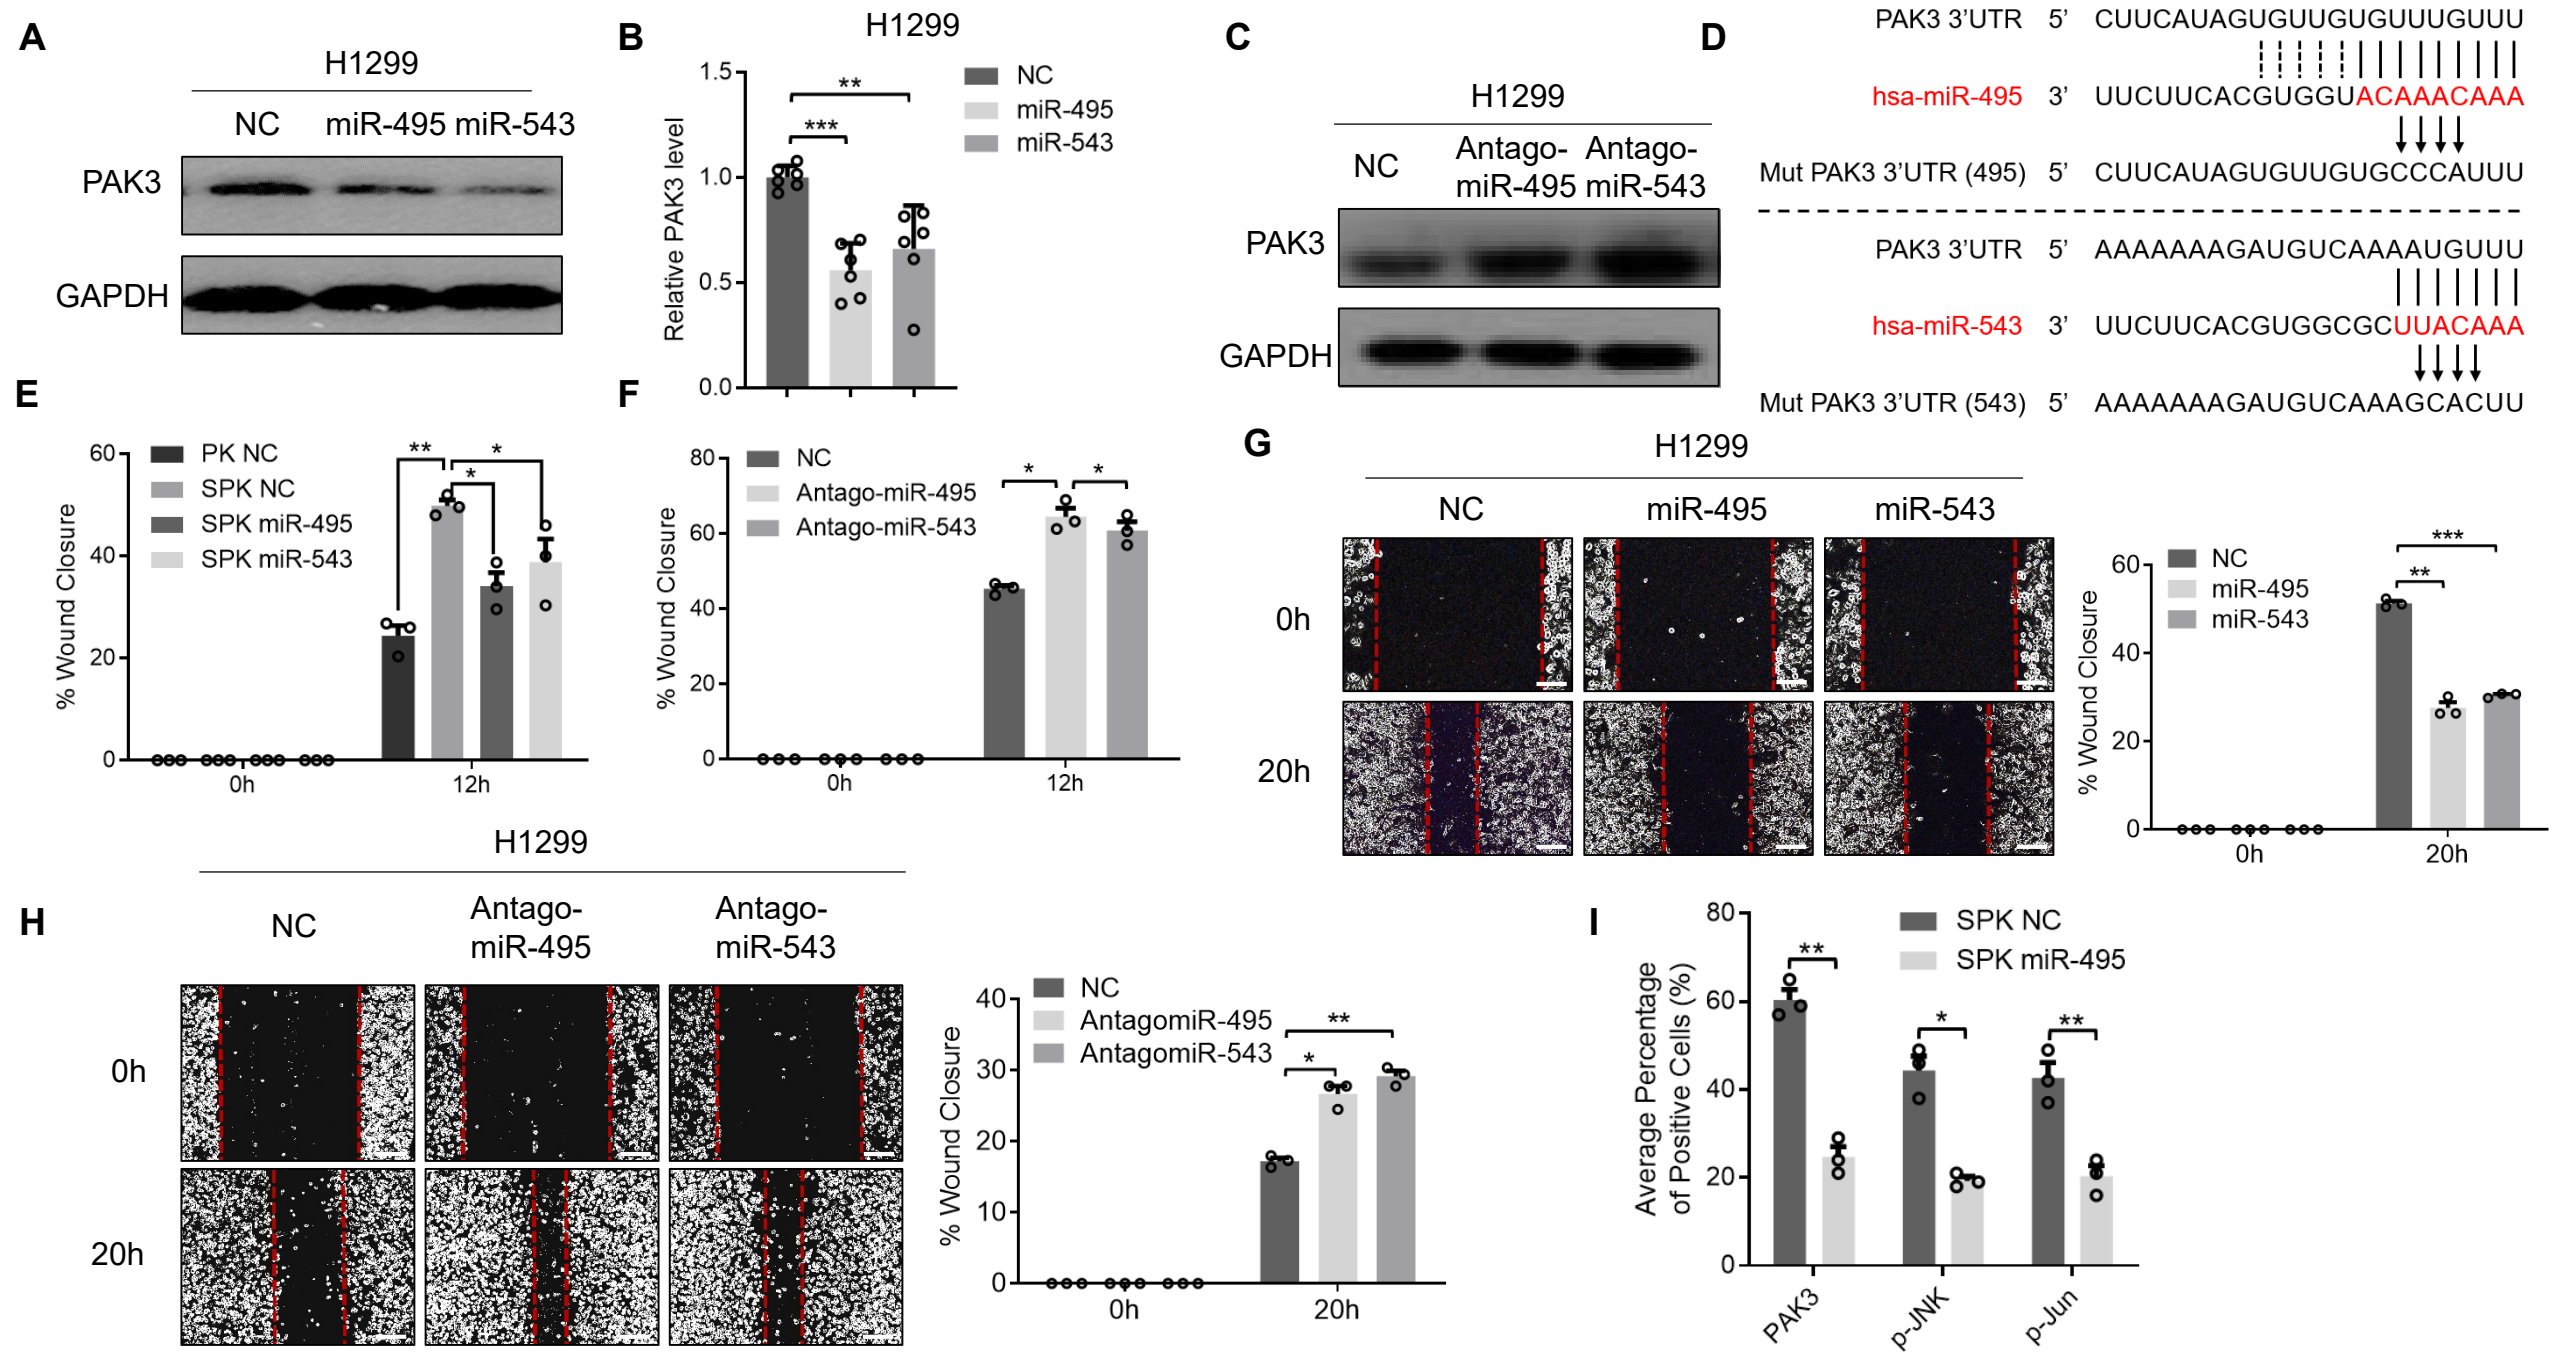 A
H1299
NC miR-495 miR-543
PAK3
GAPDH
B
H1299
Relative PAK3 level
1.5
1.0
0.5
0.0
**
***
NC
miR-495
miR-543
C
H1299
NC
Antago-
miR-495
Antago-
miR-543
PAK3
GAPDH
D
PAK3 3’UTR 5’ CUUCAUAGUGUUGUGUUUGUUU
hsa-miR-495 3’ UUCUUCACGUGGUACAAACAAA
Mut PAK3 3’UTR (495) 5’ CUUCAUAGUGUUGUGCCCAUUU
PAK3 3’UTR 5’ AAAAAAAGAUGUCAAAAUGUUU
hsa-miR-543 3’ UUCUUCACGUGGCGCUUACAAA
Mut PAK3 3’UTR (543) 5’ AAAAAAAGAUGUCAAAGCACUU
E
% Wound Closure
60
40
20
0
PK NC
SPK NC
SPK miR-495
SPK miR-543
**
*
*
0h
12h
F
% Wound Closure
80
60
40
20
0
NC
Antago-miR-495
Antago-miR-543
*
*
0h
12h
G
H1299
NC
miR-495
miR-543
0h
20h
% Wound Closure
60
40
20
0
NC
miR-495
miR-543
***
**
0h
20h
H
H1299
NC
Antago-
miR-495
Antago-
miR-543
0h
20h
% Wound Closure
40
30
20
10
0
NC
AntagomiR-495
AntagomiR-543
**
*
0h
20h
I
Average Percentage
of Positive Cells (%)
80
60
40
20
0
SPK NC
SPK miR-495
**
*
**
PAK3
p-JNK
p-Jun